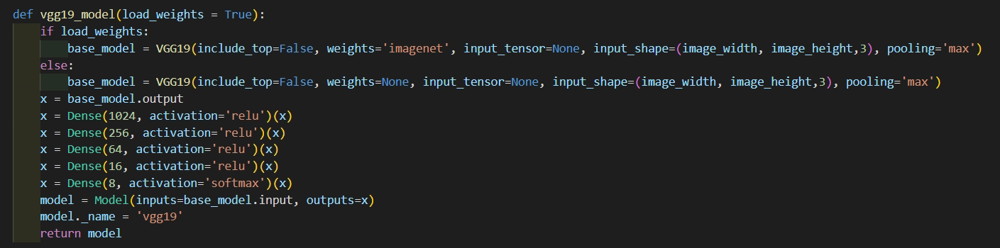 def vgg19_model(load_weights = True):
    if load_weights:
        base_model = VGG19(include_top=False, weights='imagenet', input_tensor=None, input_shape=(image_width, image_height,3), pooling='max')
    else:
        base_model = VGG19(include_top=False, weights=None, input_tensor=None, input_shape=(image_width, image_height,3), pooling='max')
    x = base_model.output
    x = Dense(1024, activation='relu')(x)
    x = Dense(256, activation='relu')(x)
    x = Dense(64, activation='relu')(x)
    x = Dense(16, activation='relu')(x)
    x = Dense(8, activation='softmax')(x)
    model = Model(inputs=base_model.input, outputs=x)
    model._name = 'vgg19'
    return model